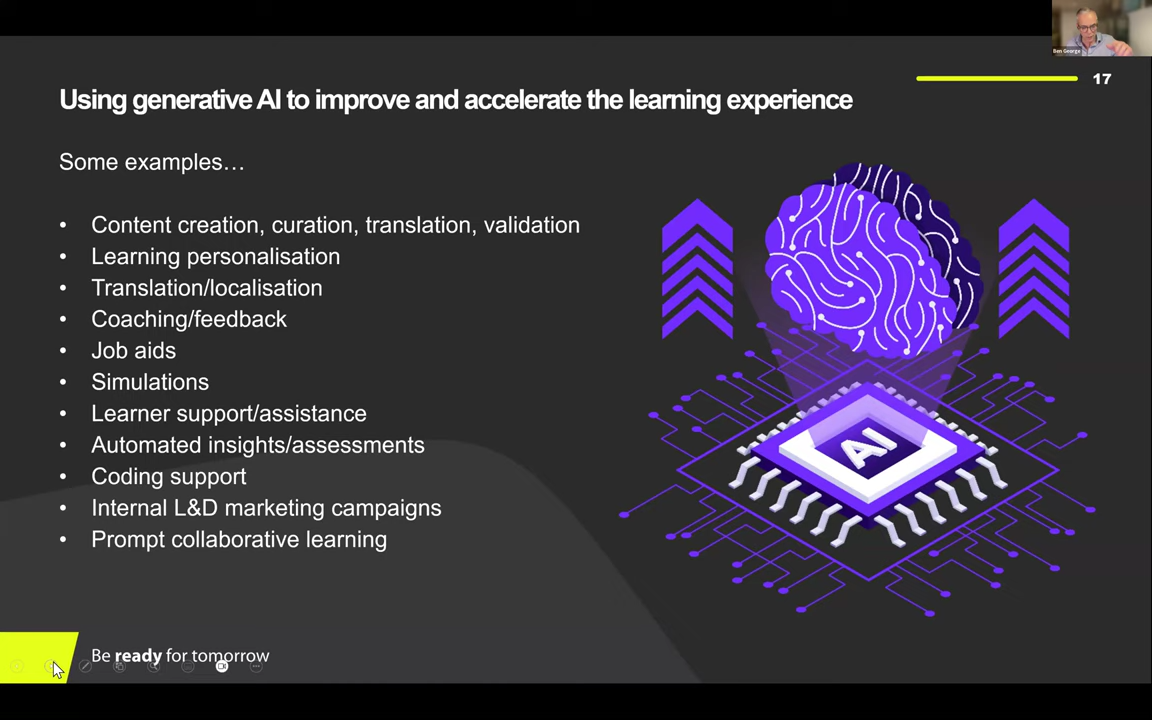 Ben George
17
Using generative AI to improve and accelerate the learning experience
Some examples…
• Content creation, curation, translation, validation
• Learning personalisation
• Translation/localisation
• Coaching/feedback
• Job aids
• Simulations
• Learner support/assistance
• Automated insights/assessments
• Coding support
• Internal L&D marketing campaigns
• Prompt collaborative learning
AI
Be ready for tomorrow